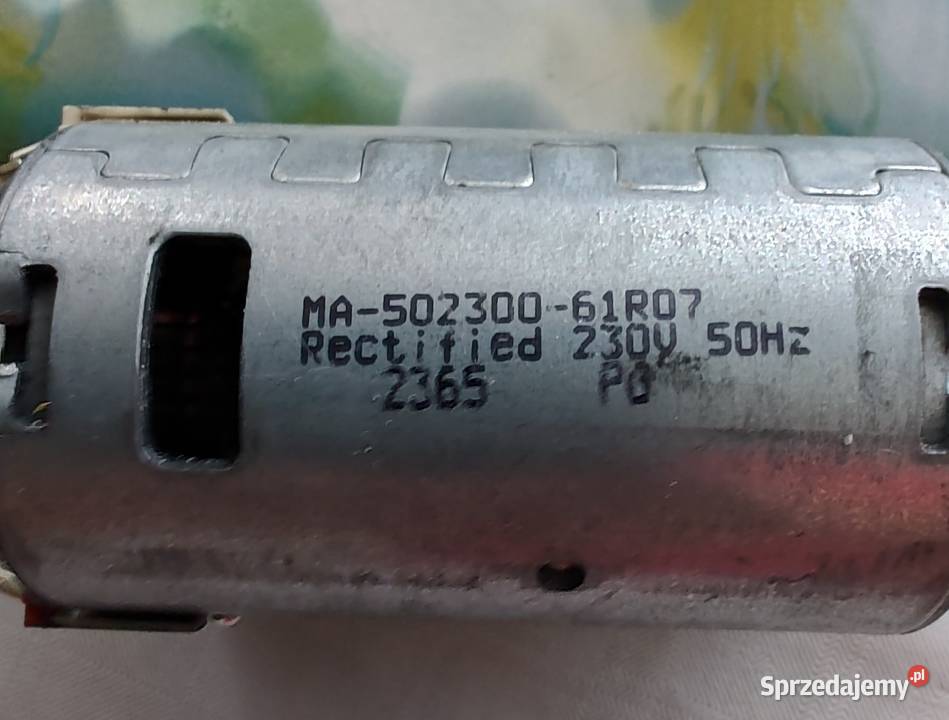 MA-502300-61R07
Rectified 230V 50Hz
2365 P0
Sprzedajemy.pl